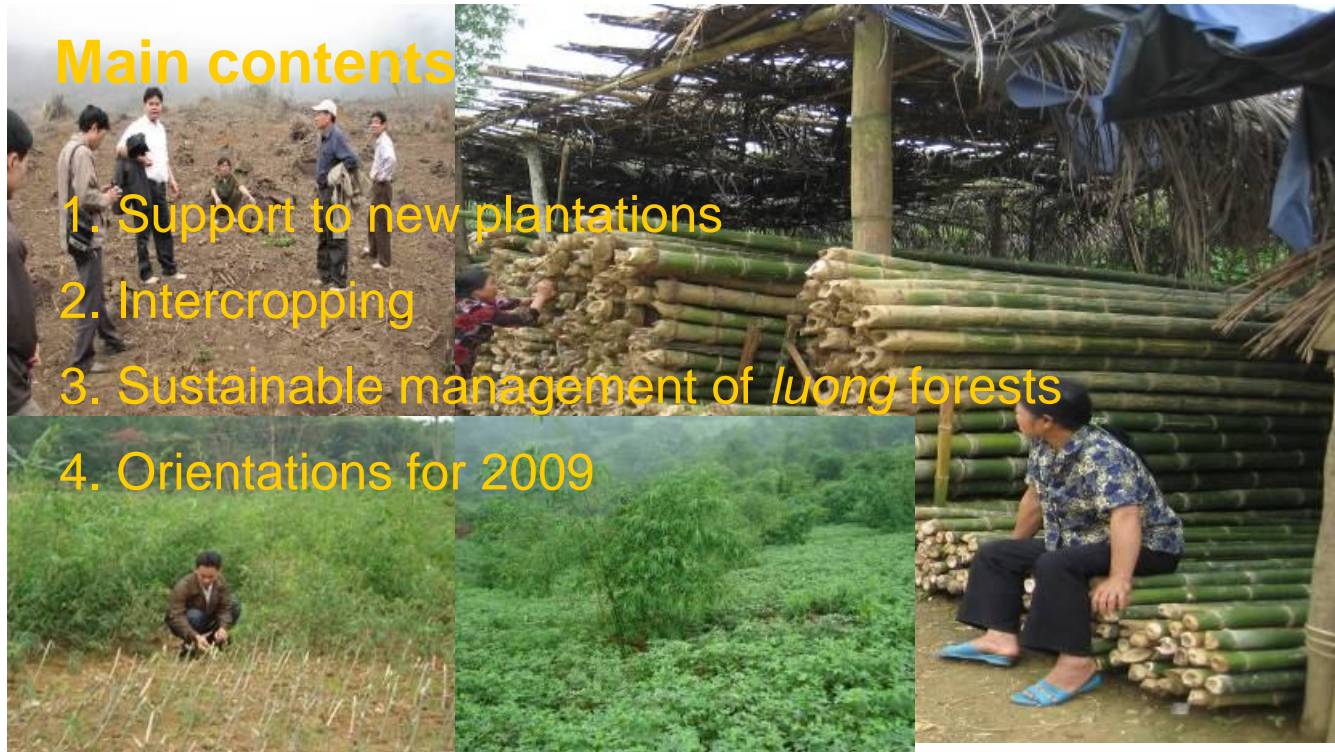 Main contents
1. Support to new plantations
2. Intercropping
3. Sustainable management of luong forests
4. Orientations for 2009